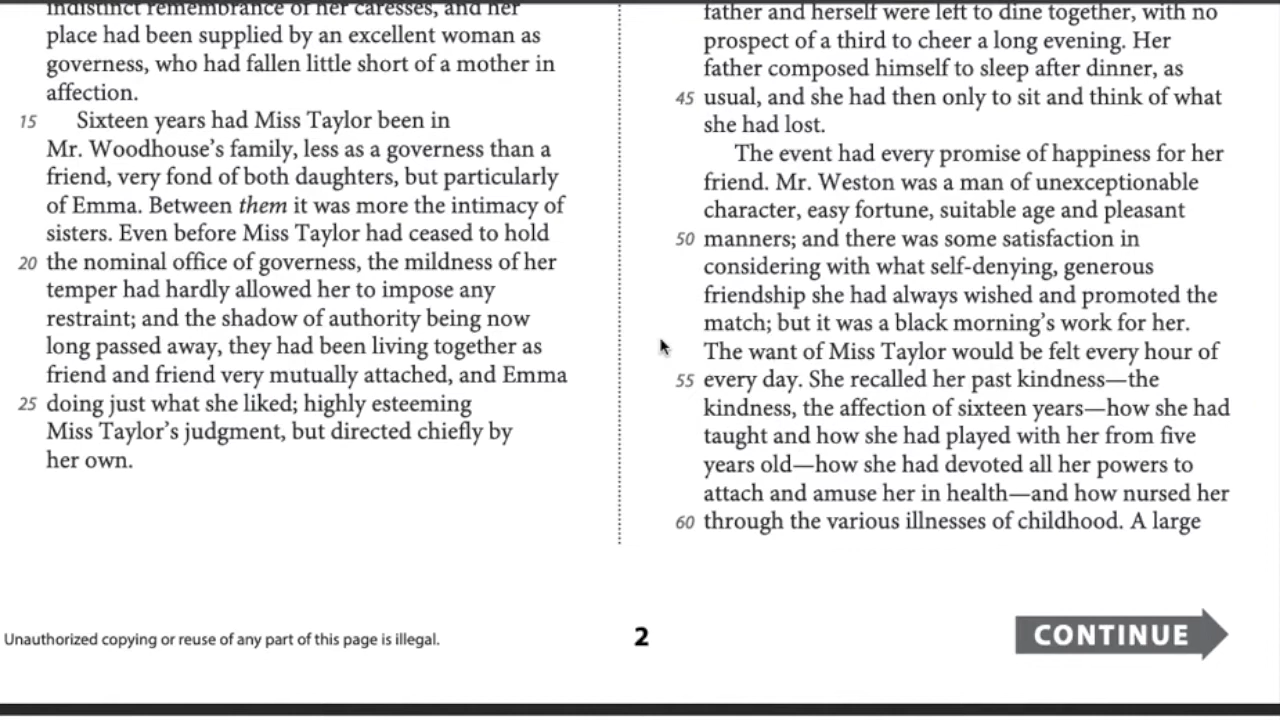 indistinct remembrance of her caresses, and her
place had been supplied by an excellent woman as
governess, who had fallen little short of a mother in
affection.
15 Sixteen years had Miss Taylor been in
Mr. Woodhouse’s family, less as a governess than a
friend, very fond of both daughters, but particularly
of Emma. Between them it was more the intimacy of
sisters. Even before Miss Taylor had ceased to hold
20 the nominal office of governess, the mildness of her
temper had hardly allowed her to impose any
restraint; and the shadow of authority being now
long passed away, they had been living together as
friend and friend very mutually attached, and Emma
25 doing just what she liked; highly esteeming
Miss Taylor’s judgment, but directed chiefly by
her own.
father and herself were left to dine together, with no
prospect of a third to cheer a long evening. Her
father composed himself to sleep after dinner, as
45 usual, and she had then only to sit and think of what
she had lost.
The event had every promise of happiness for her
friend. Mr. Weston was a man of unexceptionable
character, easy fortune, suitable age and pleasant
50 manners; and there was some satisfaction in
considering with what self-denying, generous
friendship she had always wished and promoted the
match; but it was a black morning’s work for her.
The want of Miss Taylor would be felt every hour of
55 every day. She recalled her past kindness—the
kindness, the affection of sixteen years—how she had
taught and how she had played with her from five
years old—how she had devoted all her powers to
attach and amuse her in health—and how nursed her
60 through the various illnesses of childhood. A large
Unauthorized copying or reuse of any part of this page is illegal.
2
CONTINUE